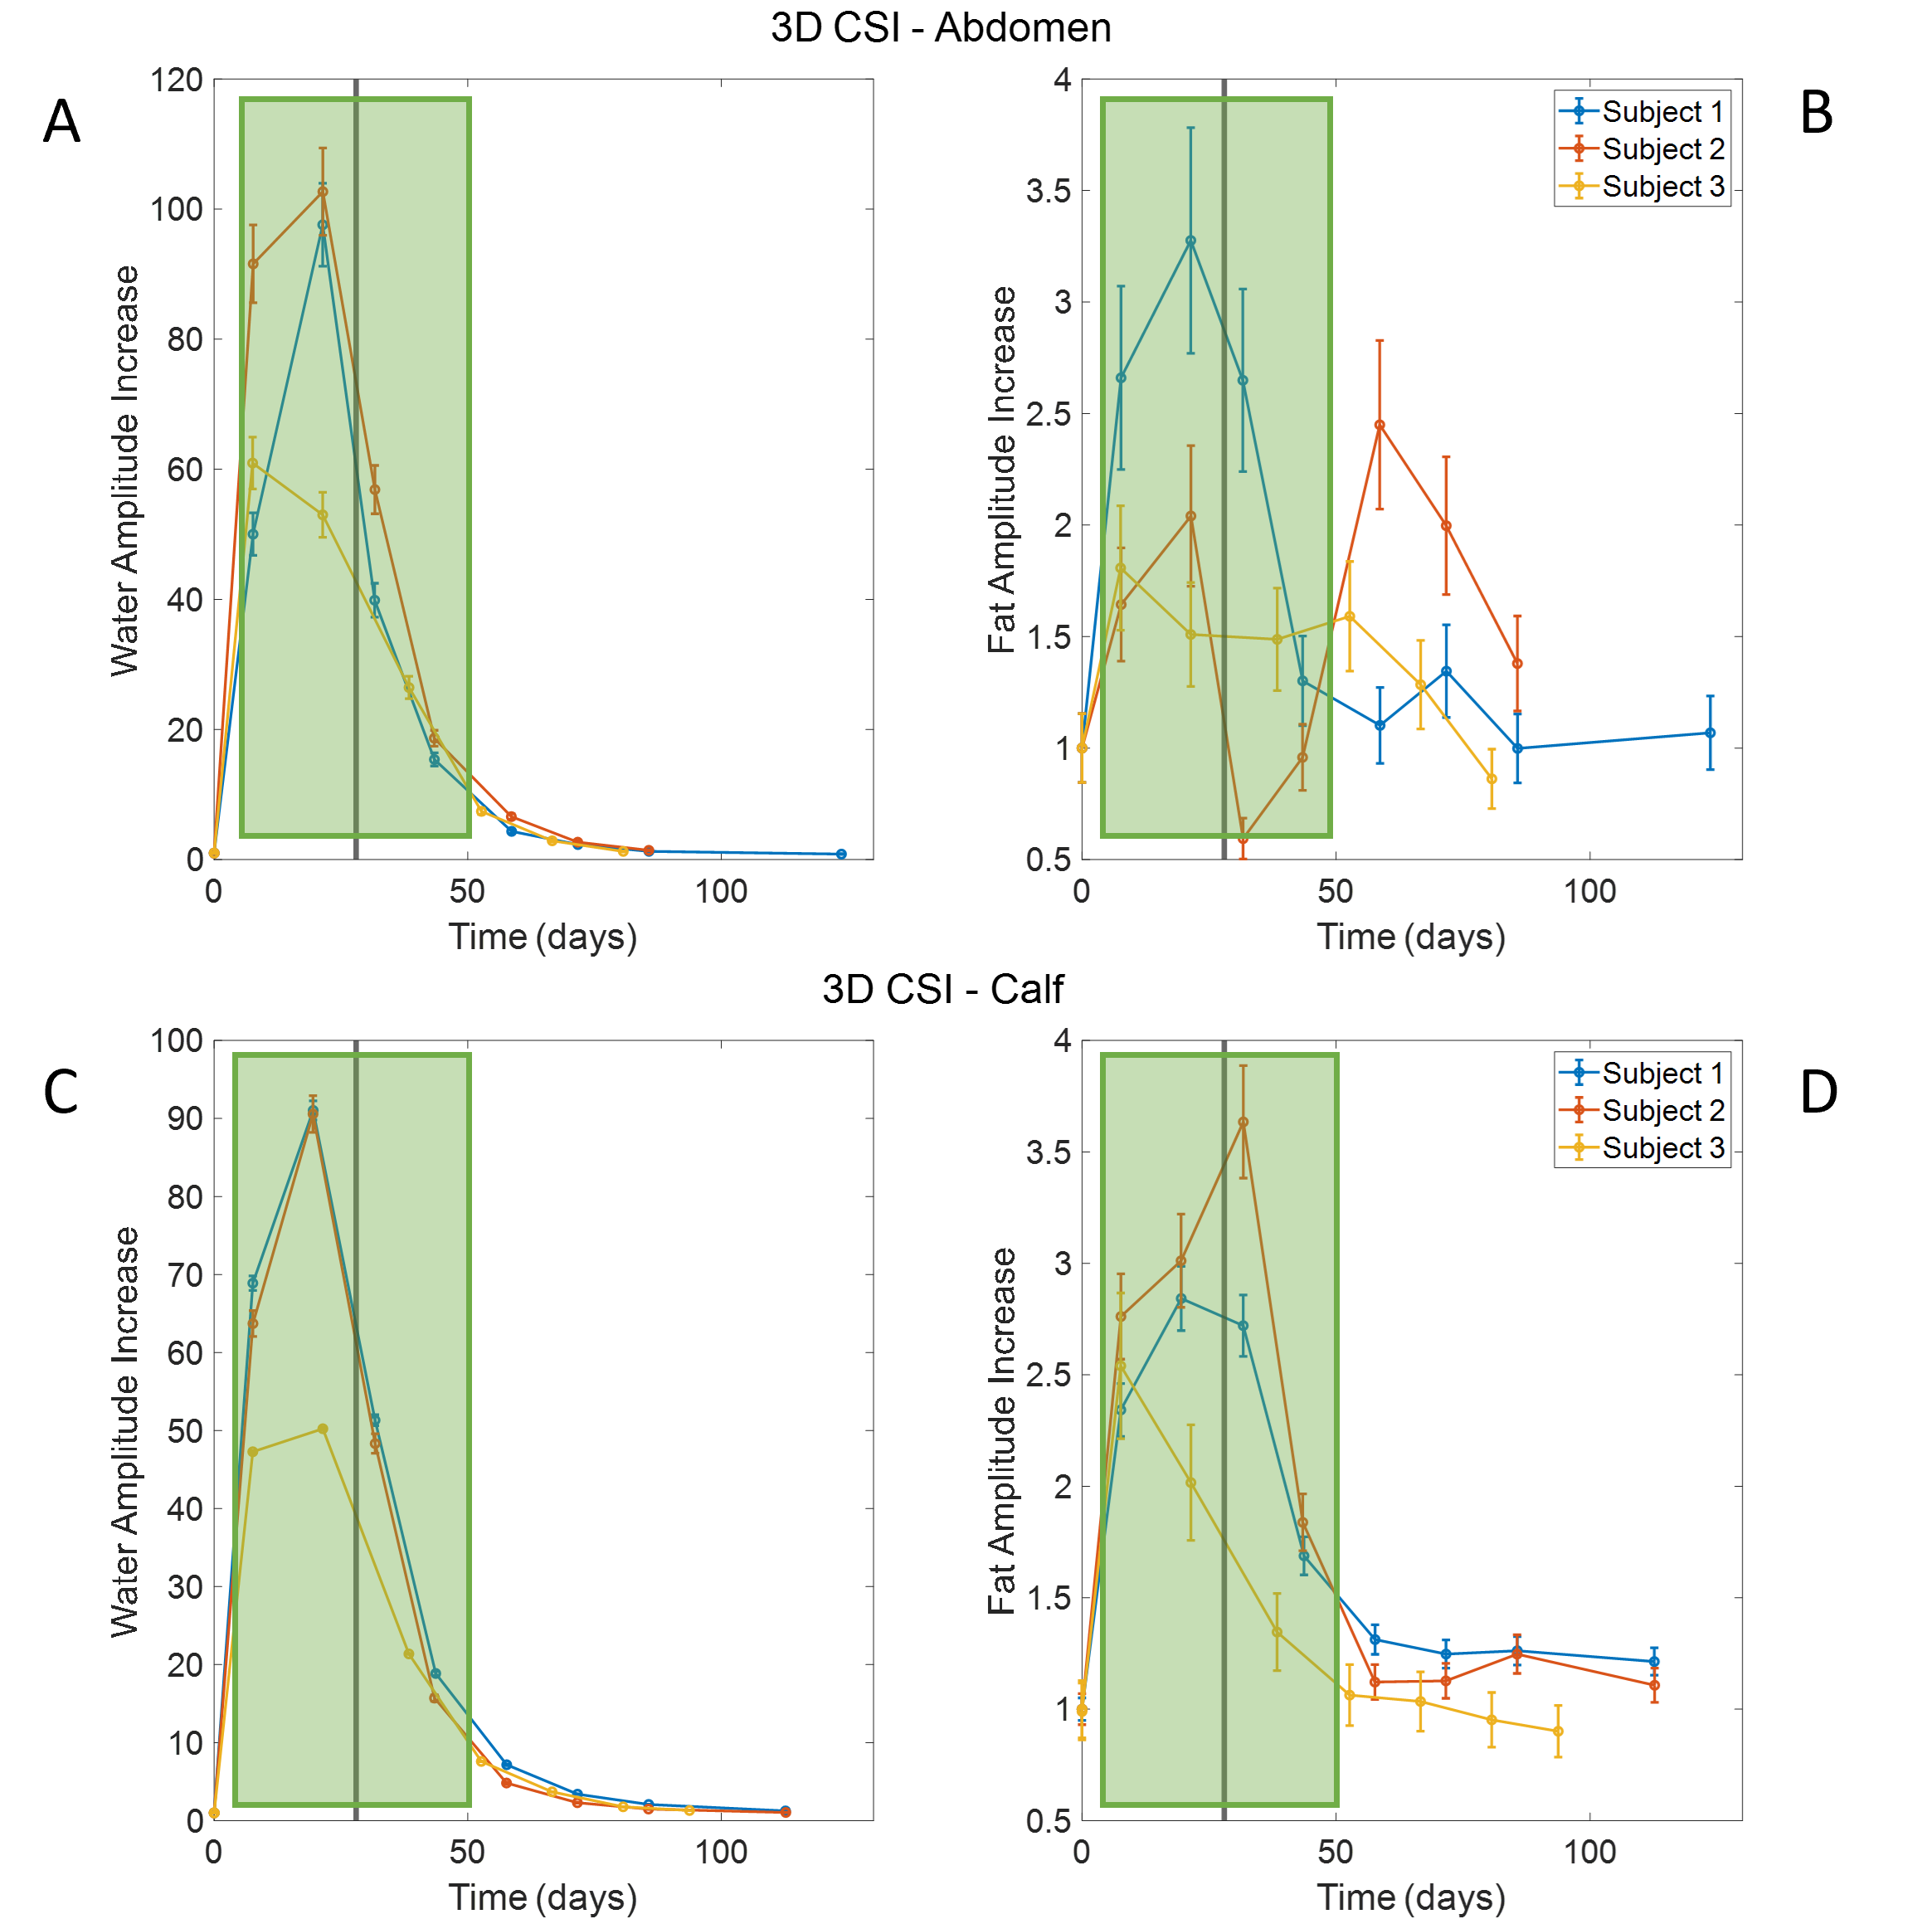 3D CSI - Abdomen
A
Water Amplitude Increase
120
100
80
60
40
20
0
0
50
100
Time (days)
B
Fat Amplitude Increase
4
3.5
3
2.5
2
1.5
1
0.5
0
50
100
Time (days)
Subject 1
Subject 2
Subject 3
3D CSI - Calf
C
Water Amplitude Increase
100
90
80
70
60
50
40
30
20
10
0
0
50
100
Time (days)
D
Fat Amplitude Increase
4
3.5
3
2.5
2
1.5
1
0.5
0
50
100
Time (days)
Subject 1
Subject 2
Subject 3